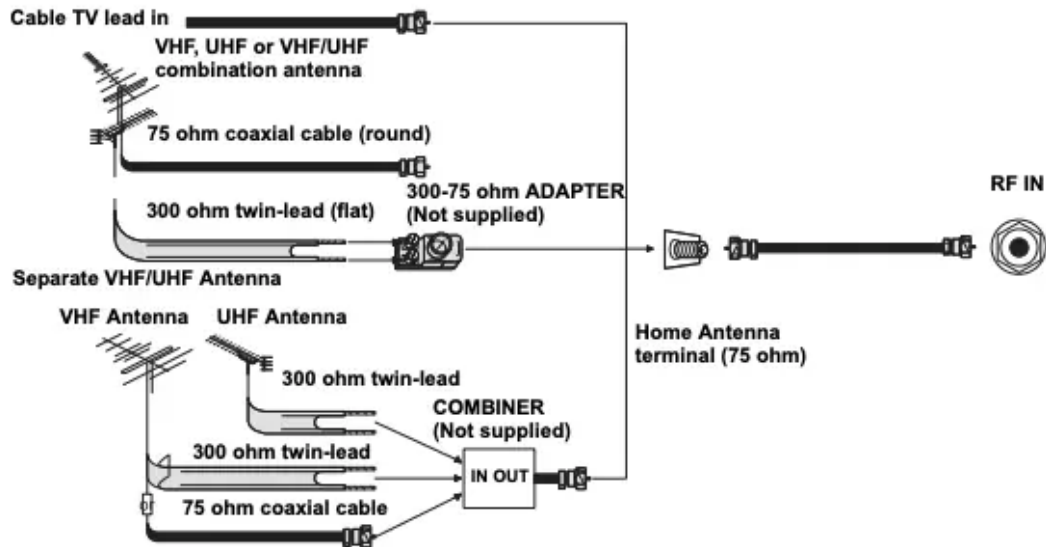 Cable TV lead in
VHF, UHF or VHF/UHF
combination antenna
75 ohm coaxial cable (round)
300-75 ohm ADAPTER
(Not supplied)
RF IN
300 ohm twin-lead (flat)
Separate VHF/UHF Antenna
VHF Antenna
UHF Antenna
Home Antenna
terminal (75 ohm)
300 ohm twin-lead
COMBINER
(Not supplied)
300 ohm twin-lead
IN OUT
or
75 ohm coaxial cable